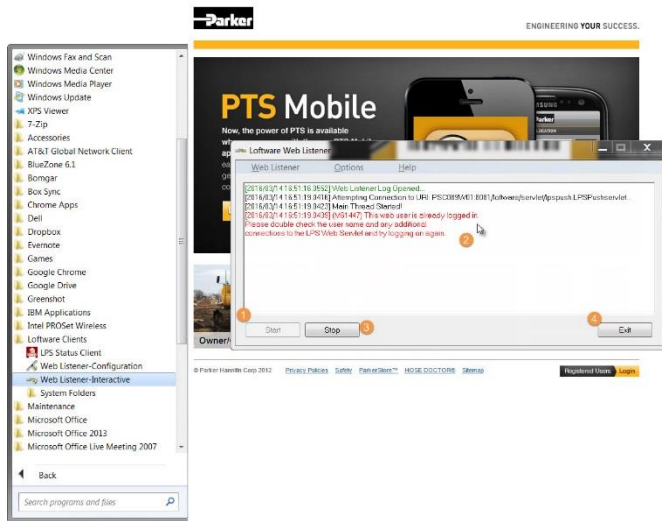 Windows Fax and Scan
Windows Media Center
Windows Media Player
Windows Update
XPS Viewer
7-Zip
Accessories
AT&T Global Network Client
BlueZone 6.1
Bomgar
Box Sync
Chrome Apps
Dell
Dropbox
Evernote
Games
Google Chrome
Google Drive
Greenshot
IBM Applications
Intel PROSet Wireless
Loftware Clients
LPS Status Client
Web Listener-Configuration
Web Listener-Interactive
System Folders
Maintenance
Microsoft Office
Microsoft Office 2013
Microsoft Office Live Meeting 2007
Back
Search programs and files
Parker
ENGINEERING YOUR SUCCESS.
PTS Mobile
Now, the power of PTS is available
SAMSUNG
Parker
Loftware Web Listener
Web Listener Options Help
Web Listener Log Opened...
Attempting Connection to URL
Main Thread Started!
This web user is already logged in.
Please double check the user name and any additional
connections to the LPS Web Servlet and try logging on again.
1
2
3
4
Start
Stop
Exit
Owner/
© Parker Hannifin Corp 2012 Privacy Policies Safety ParkerStore™ HOSE DOCTOR® Sitemap
Registered Users Login